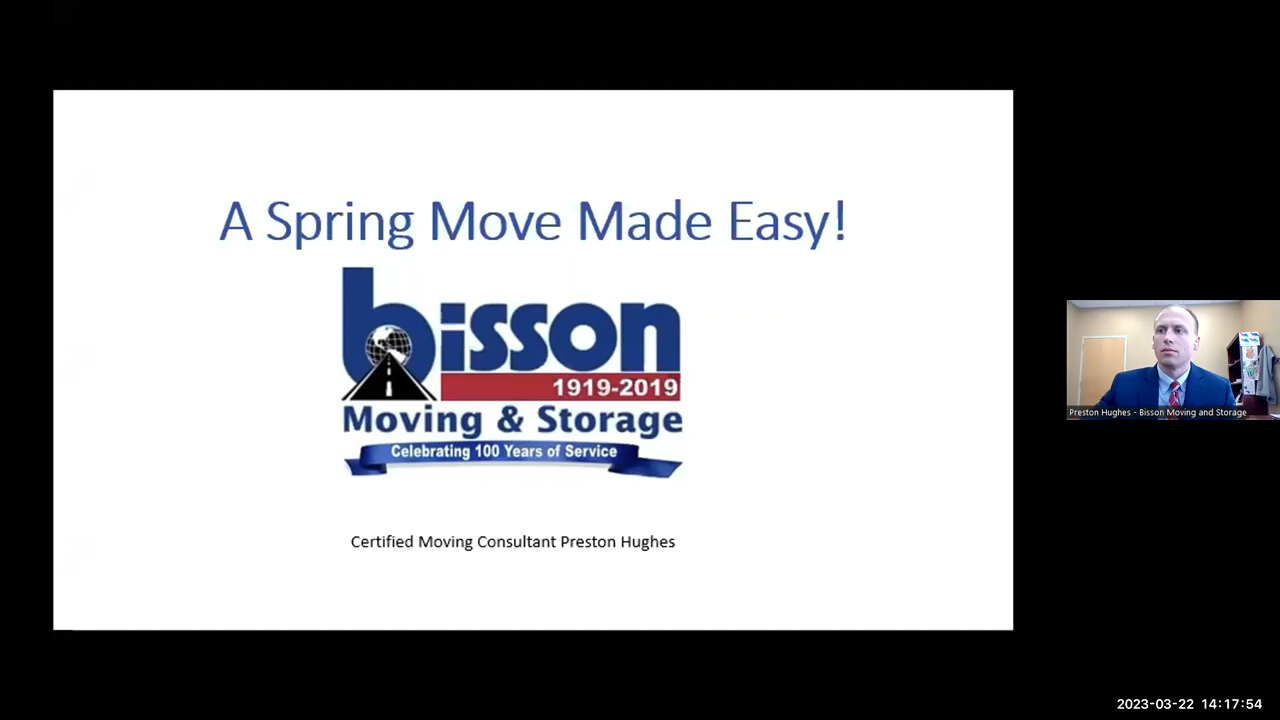 A Spring Move Made Easy!
bisson
1919-2019
Moving & Storage
Celebrating 100 Years of Service
Certified Moving Consultant Preston Hughes
Preston Hughes - Bisson Moving and Storage
2023-03-22 14:17:54